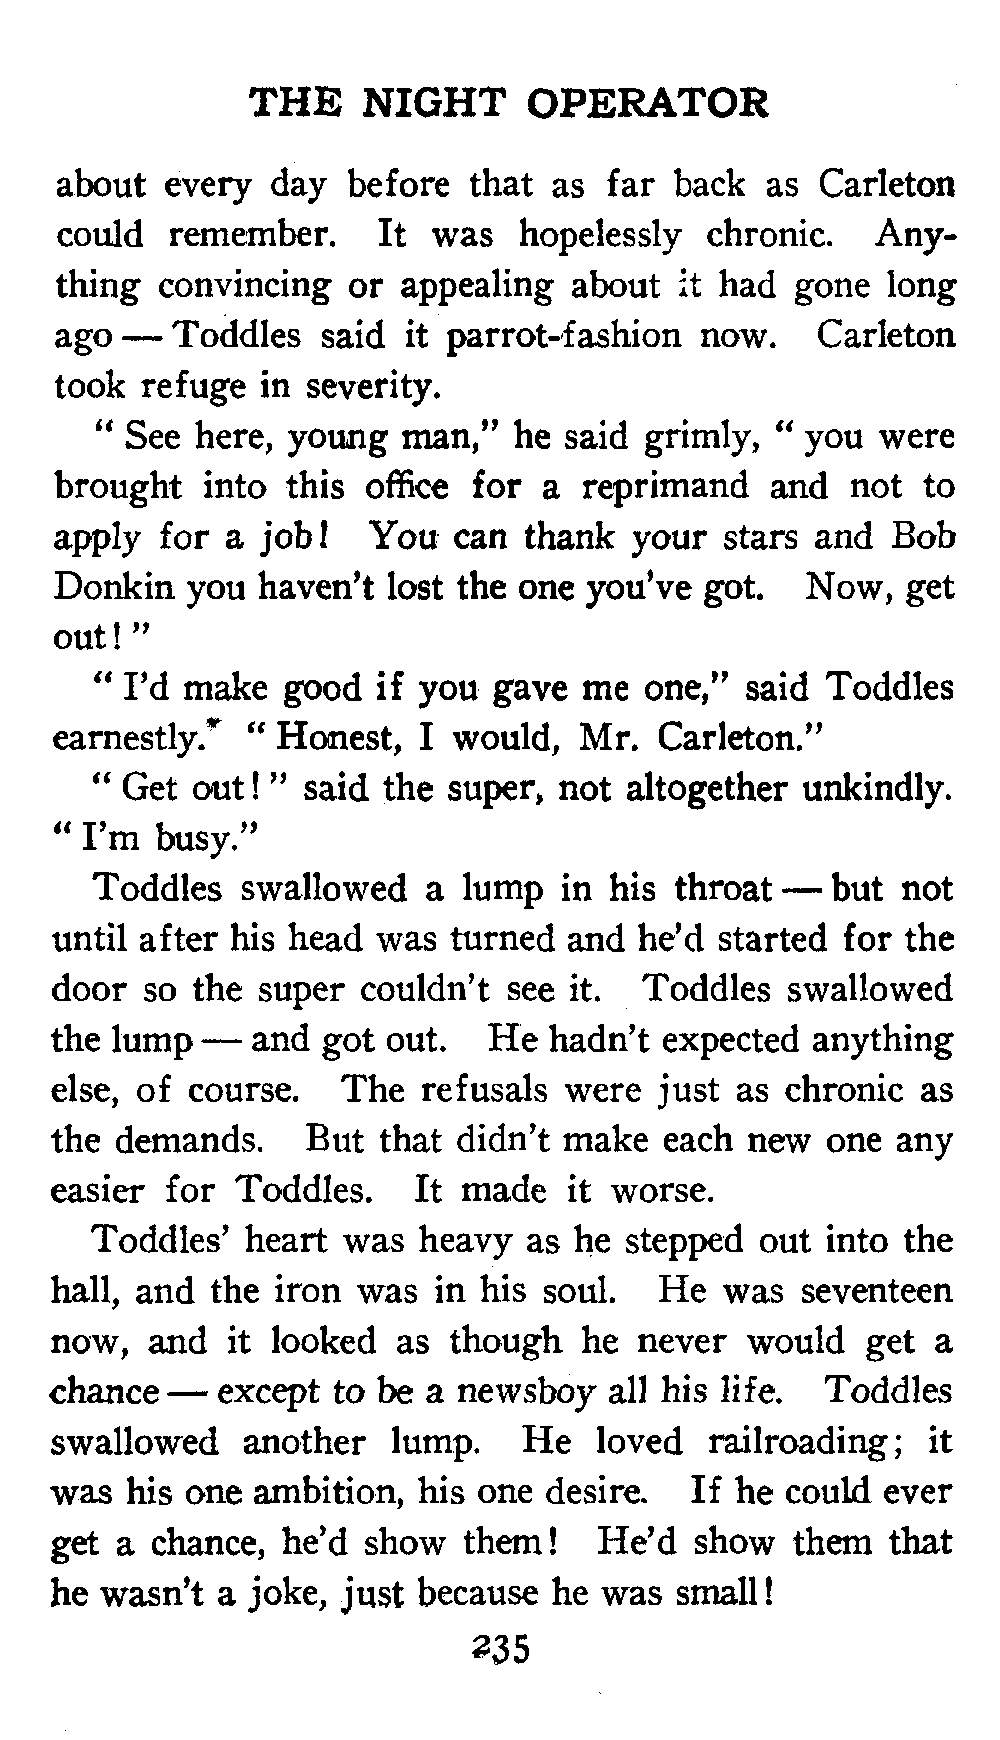 THE NIGHT OPERATOR
about every day before that as far back as Carleton
could remember. It was hopelessly chronic. Any-
thing convincing or appealing about it had gone long
ago — Toddles said it parrot-fashion now. Carleton
took refuge in severity.
" See here, young man," he said grimly, " you were
brought into this office for a reprimand and not to
apply for a job! You can thank your stars and Bob
Donkin you haven't lost the one you've got. Now, get
out! "
" I'd make good if you gave me one," said Toddles
earnestly. " Honest, I would, Mr. Carleton."
" Get out! " said the super, not altogether unkindly.
" I'm busy."
Toddles swallowed a lump in his throat — but not
until after his head was turned and he'd started for the
door so the super couldn't see it. Toddles swallowed
the lump — and got out. He hadn't expected anything
else, of course. The refusals were just as chronic as
the demands. But that didn't make each new one any
easier for Toddles. It made it worse.
Toddles' heart was heavy as he stepped out into the
hall, and the iron was in his soul. He was seventeen
now, and it looked as though he never would get a
chance — except to be a newsboy all his life. Toddles
swallowed another lump. He loved railroading; it
was his one ambition, his one desire. If he could ever
get a chance, he'd show them! He'd show them that
he wasn't a joke, just because he was small!
235